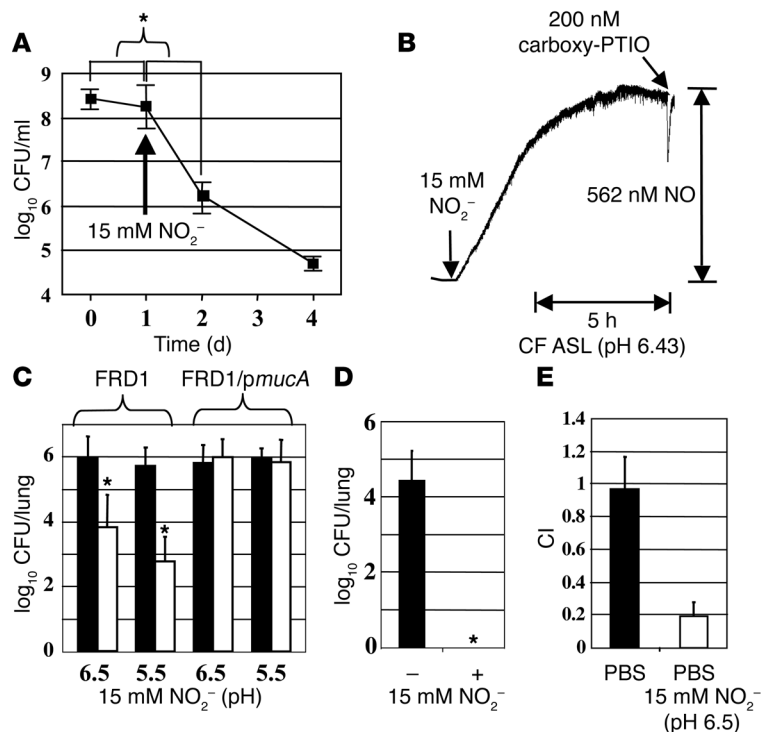 A
*
9
8
7
6
5
4
log₁₀ CFU/ml
15 mM NO₂⁻
0 1 2 3 4
Time (d)
B
200 nM
carboxy-PTIO
15 mM
NO₂⁻
562 nM NO
5 h
CF ASL (pH 6.43)
C
FRD1 FRD1/pmucA
6
4
2
0
log₁₀ CFU/lung
* *
6.5 5.5 6.5 5.5
15 mM NO₂⁻ (pH)
D
6
4
2
0
log₁₀ CFU/lung
*
– +
15 mM NO₂⁻
E
1.4
1.2
1
0.8
0.6
0.4
0.2
0
CI
PBS PBS
15 mM NO₂⁻
(pH 6.5)